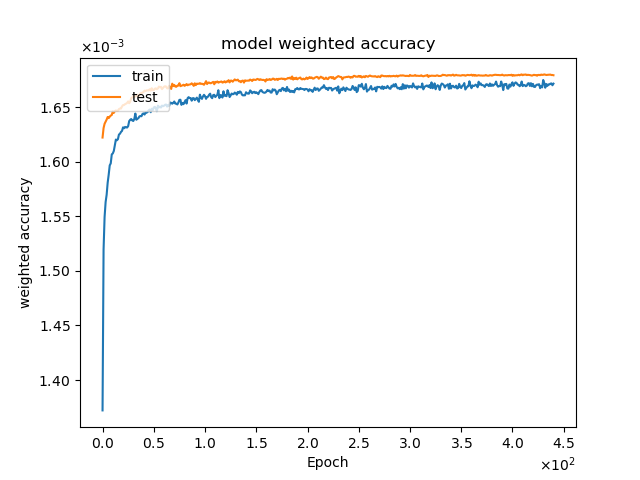 ×10⁻³
model weighted accuracy
train
test
1.65
1.60
1.55
1.50
1.45
1.40
weighted accuracy
0.0 0.5 1.0 1.5 2.0 2.5 3.0 3.5 4.0 4.5
Epoch
×10²